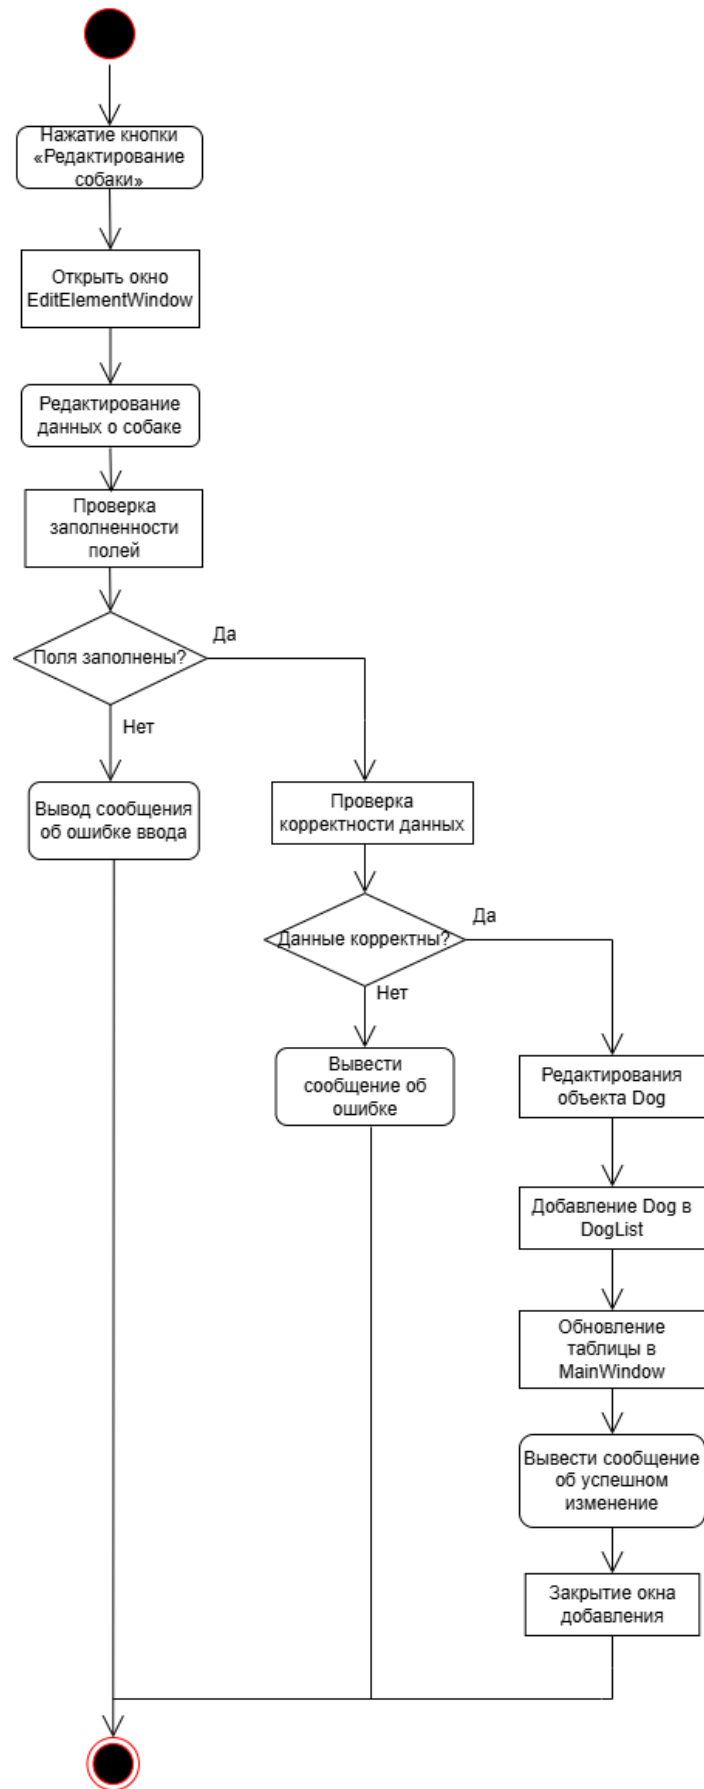 Нажатие кнопки
«Редактирование
собаки»
Открыть окно
EditElementWindow
Редактирование
данных о собаке
Проверка
заполненности
полей
Поля заполнены?
Да
Нет
Вывод сообщения
об ошибке ввода
Проверка
корректности данных
Данные корректны?
Да
Нет
Вывести
сообщение об
ошибке
Редактирования
объекта Dog
Добавление Dog в
DogList
Обновление
таблицы в
MainWindow
Вывести сообщение
об успешном
изменение
Закрытие окна
добавления